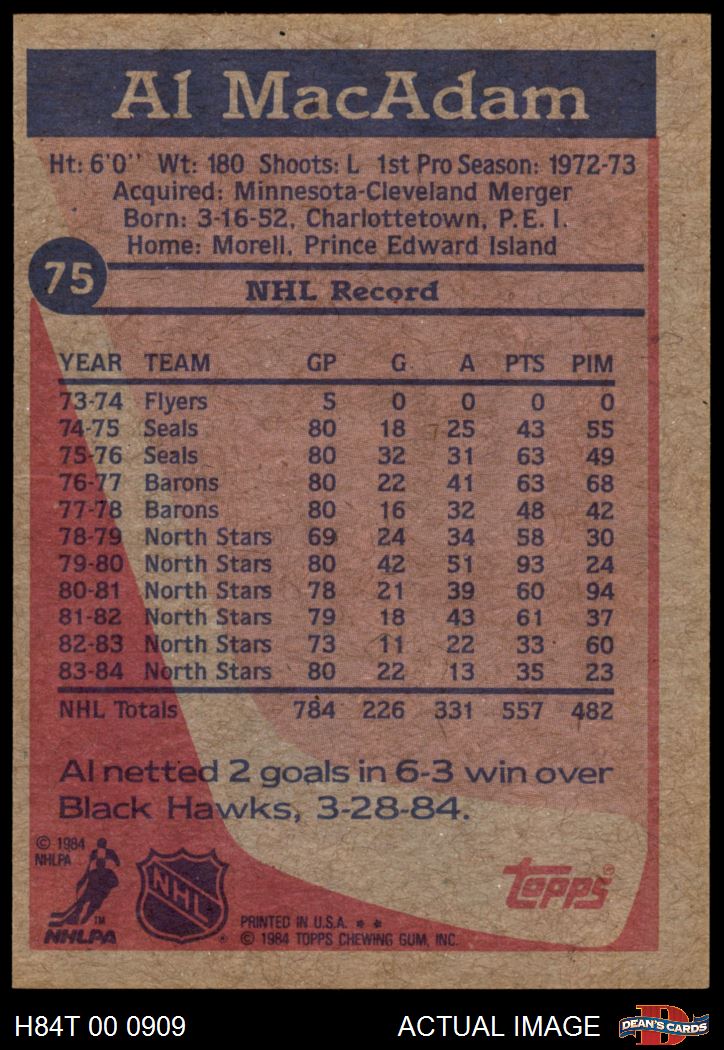 Al MacAdam
Ht: 6'0'' Wt: 180 Shoots: L 1st Pro Season: 1972-73
Acquired: Minnesota-Cleveland Merger
Born: 3-16-52, Charlottetown, P.E.I.
Home: Morell, Prince Edward Island
75
NHL Record
YEAR TEAM GP G A PTS PIM
73-74 Flyers 5 0 0 0 0
74-75 Seals 80 18 25 43 55
75-76 Seals 80 32 31 63 49
76-77 Barons 80 22 41 63 68
77-78 Barons 80 16 32 48 42
78-79 North Stars 69 24 34 58 30
79-80 North Stars 80 42 51 93 24
80-81 North Stars 78 21 39 60 94
81-82 North Stars 79 18 43 61 37
82-83 North Stars 73 11 22 33 60
83-84 North Stars 80 22 13 35 23
NHL Totals 784 226 331 557 482
Al netted 2 goals in 6-3 win over
Black Hawks, 3-28-84.
© 1984
NHLPA
TM
NHLPA
NHL
®
topps®
PRINTED IN U.S.A. * *
© 1984 TOPPS CHEWING GUM, INC.
H84T 00 0909
ACTUAL IMAGE
D
DEAN'S CARDS